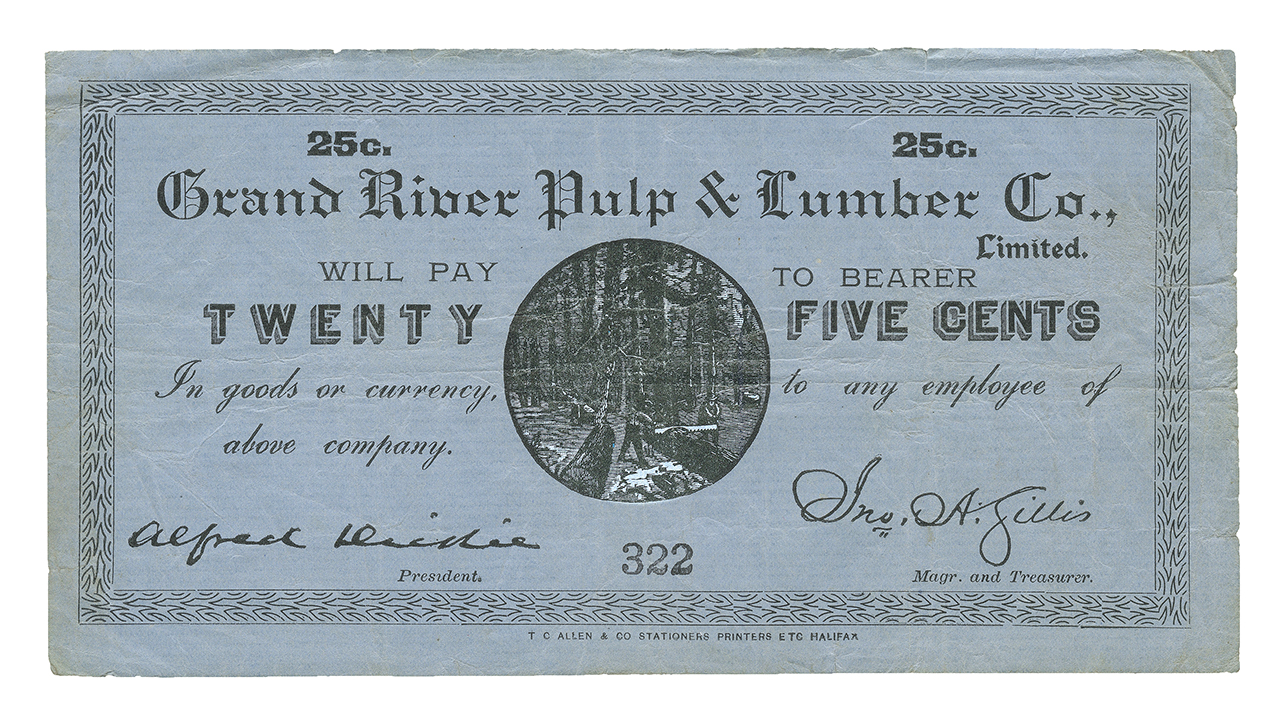 25c. 25c.
Grand River Pulp & Lumber Co.,
Limited.
WILL PAY TO BEARER
TWENTY FIVE CENTS
In goods or currency, to any employee of
above company.
Alfred Dickie Jno. A. Gillis
322
President. Magr. and Treasurer.
T C ALLEN & CO STATIONERS PRINTERS ETC HALIFAX